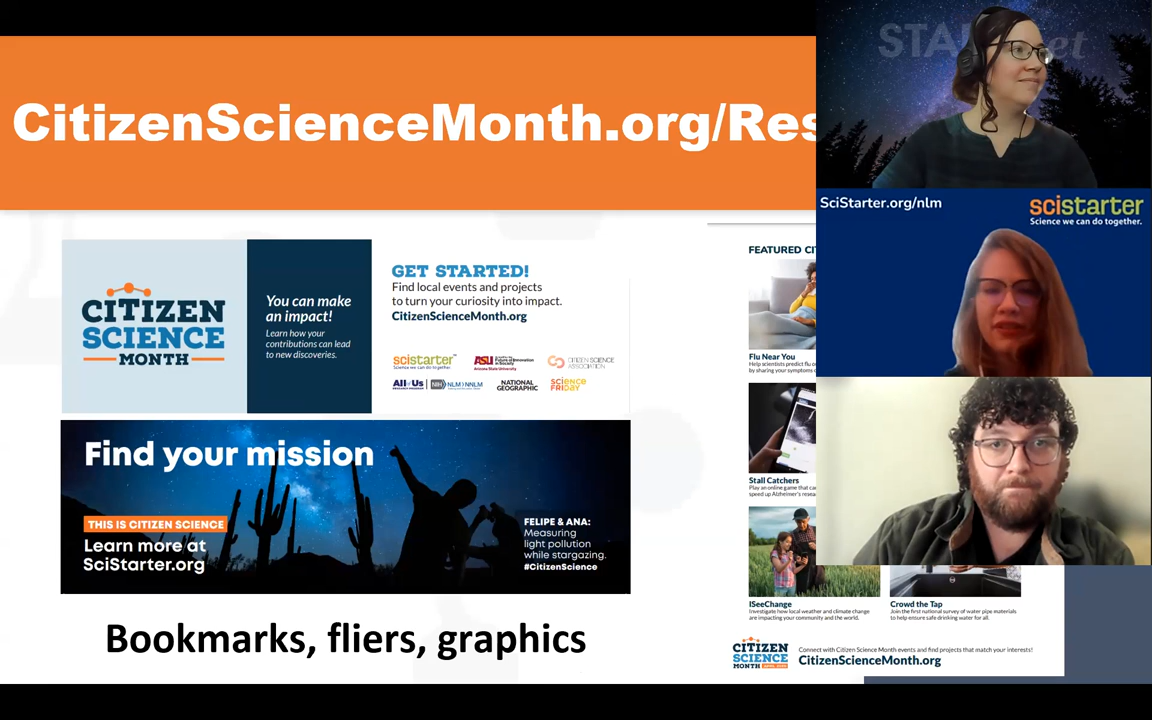 CitizenScienceMonth.org/Res
CITIZEN
SCIENCE
MONTH
You can make
an impact!
Learn how your
contributions can lead
to new discoveries.
GET STARTED!
Find local events and projects
to turn your curiosity into impact.
CitizenScienceMonth.org
scistarter
Science we can do together.
ASU
Arizona State University
CITIZEN SCIENCE
ASSOCIATION
All of Us
RESEARCH PROGRAM
NIH
NLM
NNLM
NATIONAL
GEOGRAPHIC
SCIENCE
FRIDAY
Find your mission
THIS IS CITIZEN SCIENCE
Learn more at
SciStarter.org
FELIPE & ANA:
Measuring
light pollution
while stargazing.
#CitizenScience
Bookmarks, fliers, graphics
FEATURED CI
Flu Near You
Help scientists predict flu
by sharing your symptoms
Stall Catchers
Play an online game that
speed up Alzheimer's
ISeeChange
Investigate how local weather and climate change
are impacting your community and the world.
Crowd the Tap
Join the first national survey of water pipe materials
to help ensure safe drinking water for all.
CITIZEN
SCIENCE
MONTH
Connect with Citizen Science Month events and find projects that match your interests!
CitizenScienceMonth.org
STA et
SciStarter.org/nlm
scistarter
Science we can do together.